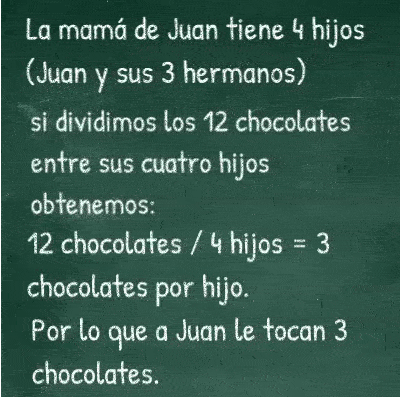 La mamá de Juan tiene 4 hijos
(Juan y sus 3 hermanos)
si dividimos los 12 chocolates
entre sus cuatro hijos
obtenemos:
12 chocolates / 4 hijos = 3
chocolates por hijo.
Por lo que a Juan le tocan 3
chocolates.